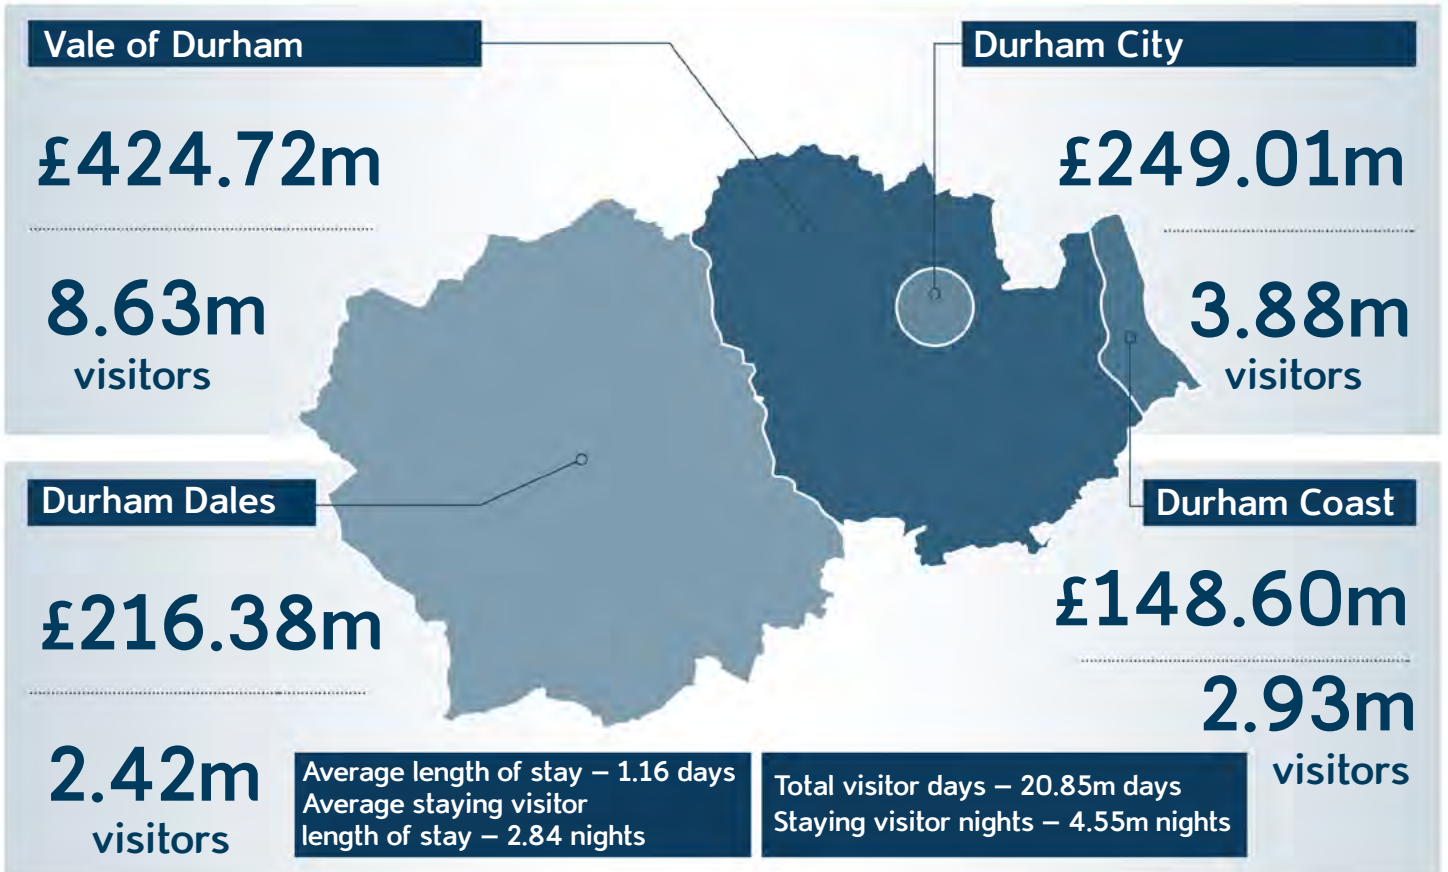 Vale of Durham
£424.72m
8.63m
visitors
Durham City
£249.01m
3.88m
visitors
Durham Dales
£216.38m
2.42m
visitors
Durham Coast
£148.60m
2.93m
visitors
Average length of stay – 1.16 days
Average staying visitor
length of stay – 2.84 nights
Total visitor days – 20.85m days
Staying visitor nights – 4.55m nights